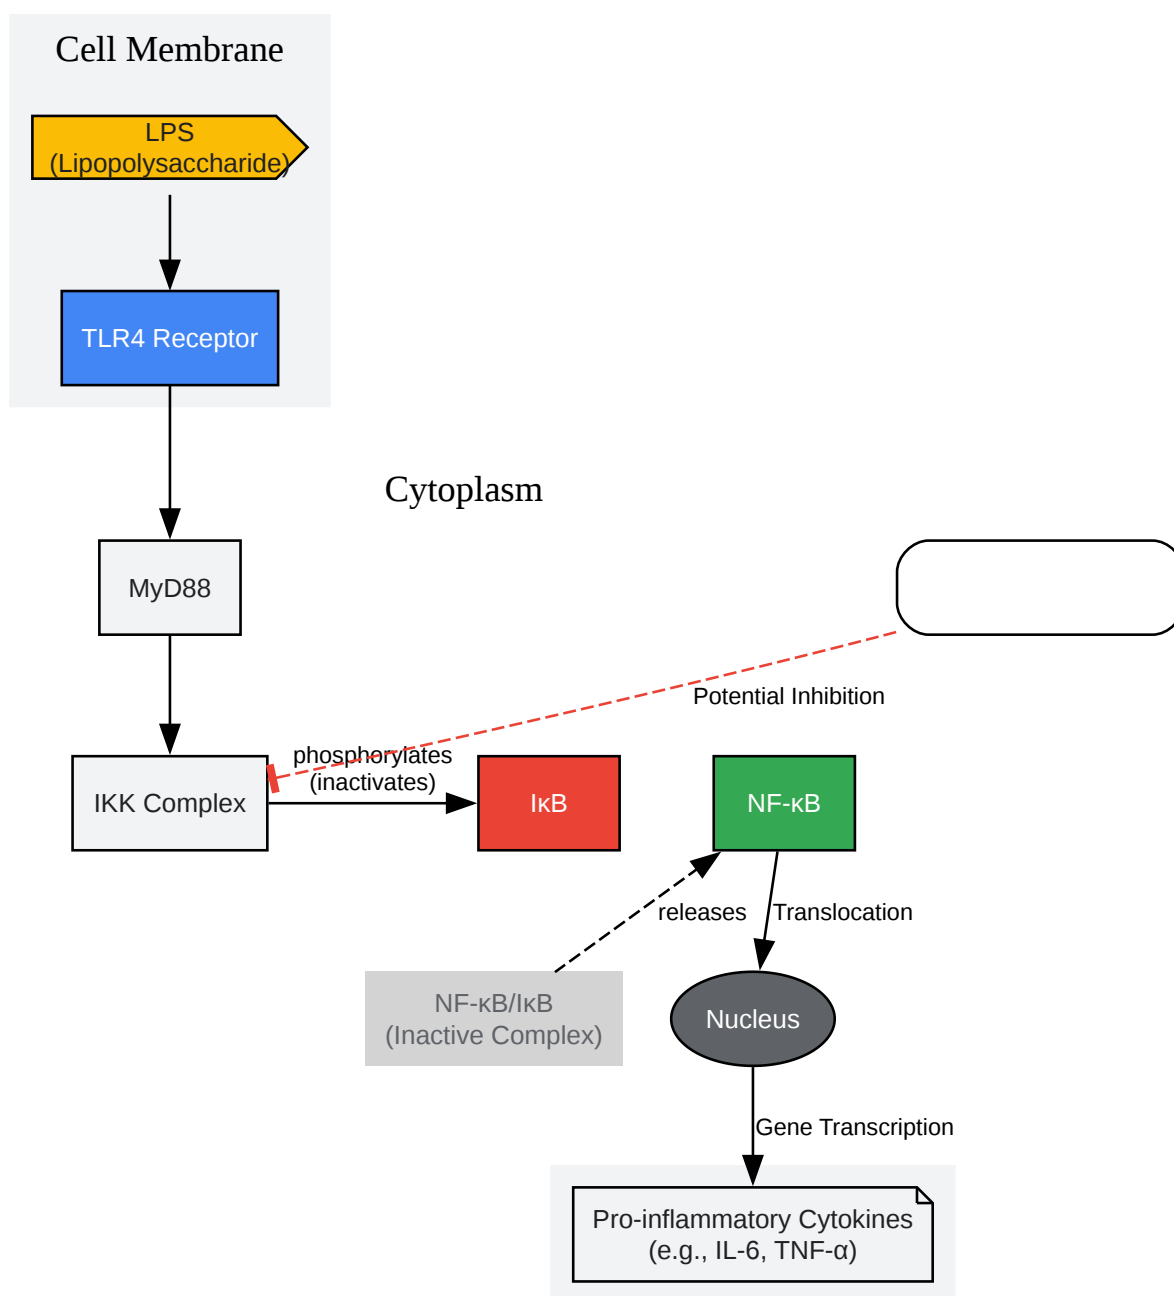 Cell Membrane
LPS
(Lipopolysaccharide)
TLR4 Receptor
Cytoplasm
MyD88
Potential Inhibition
phosphorylates
(inactivates)
IKK Complex
IκB
NF-κB
releases
Translocation
NF-κB/IκB
(Inactive Complex)
Nucleus
Gene Transcription
Pro-inflammatory Cytokines
(e.g., IL-6, TNF-α)